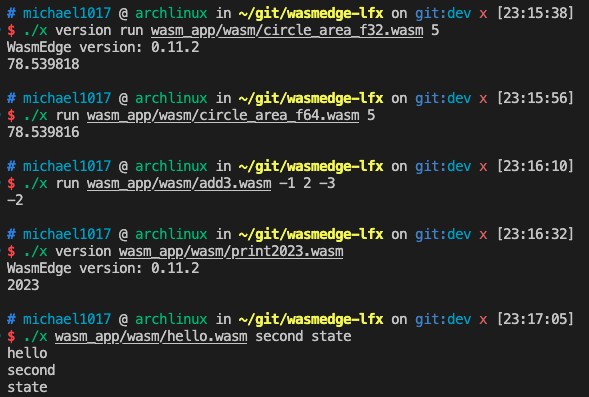 # michael1017 @ archlinux in ~/git/wasmedge-lfx on git:dev x [23:15:38]
$ ./x version run wasm_app/wasm/circle_area_f32.wasm 5
WasmEdge version: 0.11.2
78.539818
# michael1017 @ archlinux in ~/git/wasmedge-lfx on git:dev x [23:15:56]
$ ./x run wasm_app/wasm/circle_area_f64.wasm 5
78.539816
# michael1017 @ archlinux in ~/git/wasmedge-lfx on git:dev x [23:16:10]
$ ./x run wasm_app/wasm/add3.wasm -1 2 -3
-2
# michael1017 @ archlinux in ~/git/wasmedge-lfx on git:dev x [23:16:32]
$ ./x version wasm_app/wasm/print2023.wasm
WasmEdge version: 0.11.2
2023
# michael1017 @ archlinux in ~/git/wasmedge-lfx on git:dev x [23:17:05]
$ ./x wasm_app/wasm/hello.wasm second state
hello
second
state